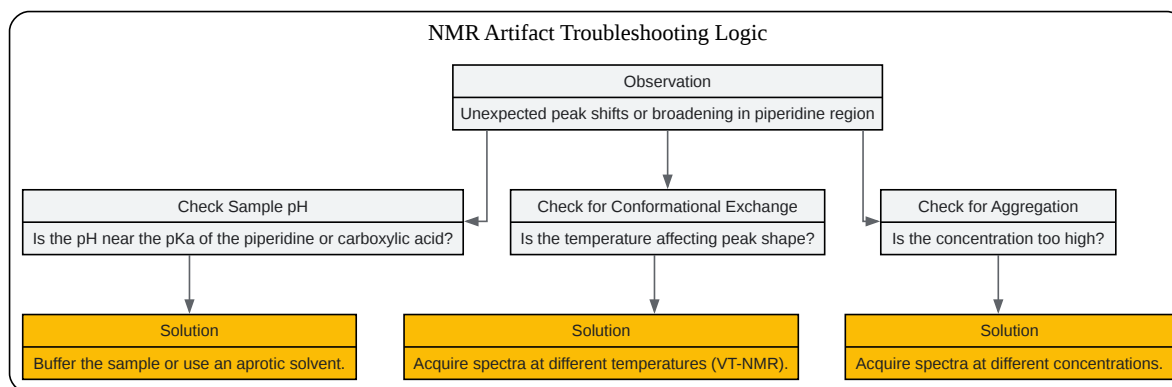 NMR Artifact Troubleshooting Logic
Observation
Unexpected peak shifts or broadening in piperidine region
Check Sample pH
Is the pH near the pKa of the piperidine or carboxylic acid?
Check for Conformational Exchange
Is the temperature affecting peak shape?
Check for Aggregation
Is the concentration too high?
Solution
Buffer the sample or use an aprotic solvent.
Solution
Acquire spectra at different temperatures (VT-NMR).
Solution
Acquire spectra at different concentrations.